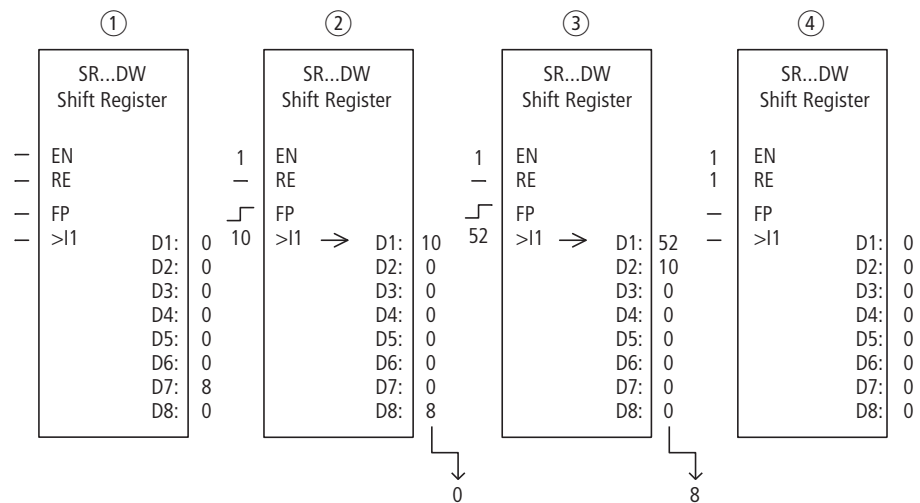 ① ② ③ ④
SR...DW SR...DW SR...DW SR...DW
Shift Register Shift Register Shift Register Shift Register
– EN 1 EN 1 EN 1 EN
– RE – RE – RE 1 RE
– FP FP FP – FP
– >I1 D1: 0 10 >I1 → D1: 10 52 >I1 → D1: 52 – >I1 D1: 0
D2: 0 D2: 0 D2: 10 D2: 0
D3: 0 D3: 0 D3: 0 D3: 0
D4: 0 D4: 0 D4: 0 D4: 0
D5: 0 D5: 0 D5: 0 D5: 0
D6: 0 D6: 0 D6: 0 D6: 0
D7: 8 D7: 0 D7: 0 D7: 0
D8: 0 D8: 8 D8: 0 D8: 0
0 8